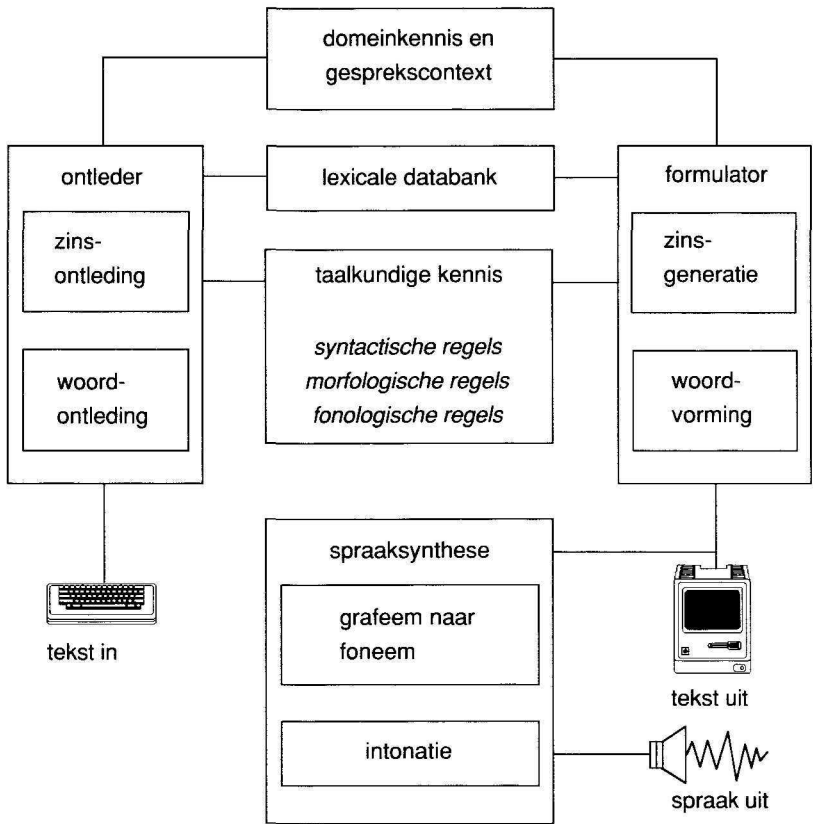 domeinkennis en
gesprekscontext
ontleder
zins-
ontleding
woord-
ontleding
lexicale databank
taalkundige kennis
syntactische regels
morfologische regels
fonologische regels
formulator
zins-
generatie
woord-
vorming
tekst in
spraaksynthese
grafeem naar
foneem
intonatie
tekst uit
spraak uit